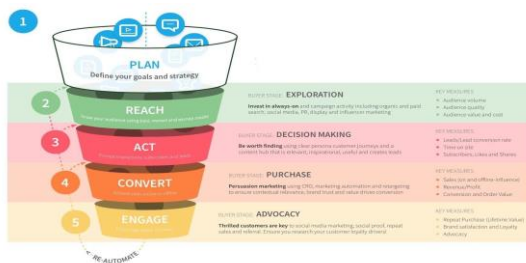 1
PLAN
Define your goals and strategy
2
REACH
BUYER STAGE: EXPLORATION
Invest in always-on and campaign activity including organic and paid
search, social media, PR, display and influencer marketing
KEY MEASURES:
Audience volume
Audience quality
Audience value and cost
3
ACT
BUYER STAGE: DECISION MAKING
Be worth finding using clear persona customer journeys and a
content hub that is relevant, inspirational, useful and creates leads
KEY MEASURES:
Leads/Lead conversion rate
Time on site
Subscribers, Likes and Shares
4
CONVERT
BUYER STAGE: PURCHASE
Persuasion marketing using CRO, marketing automation and retargeting
to ensure contextual relevance, brand trust and value driven conversion
KEY MEASURES:
Sales (on and offline influence)
Revenue/Profit
Conversion and Order Value
5
ENGAGE
BUYER STAGE: ADVOCACY
Thrilled customers are key to social media marketing, social proof, repeat
sales and referral. Ensure you research your customer loyalty drivers!
KEY MEASURES:
Repeat Purchase (Lifetime Value)
Brand satisfaction and Loyalty
Advocacy
RE-AUTOMATE